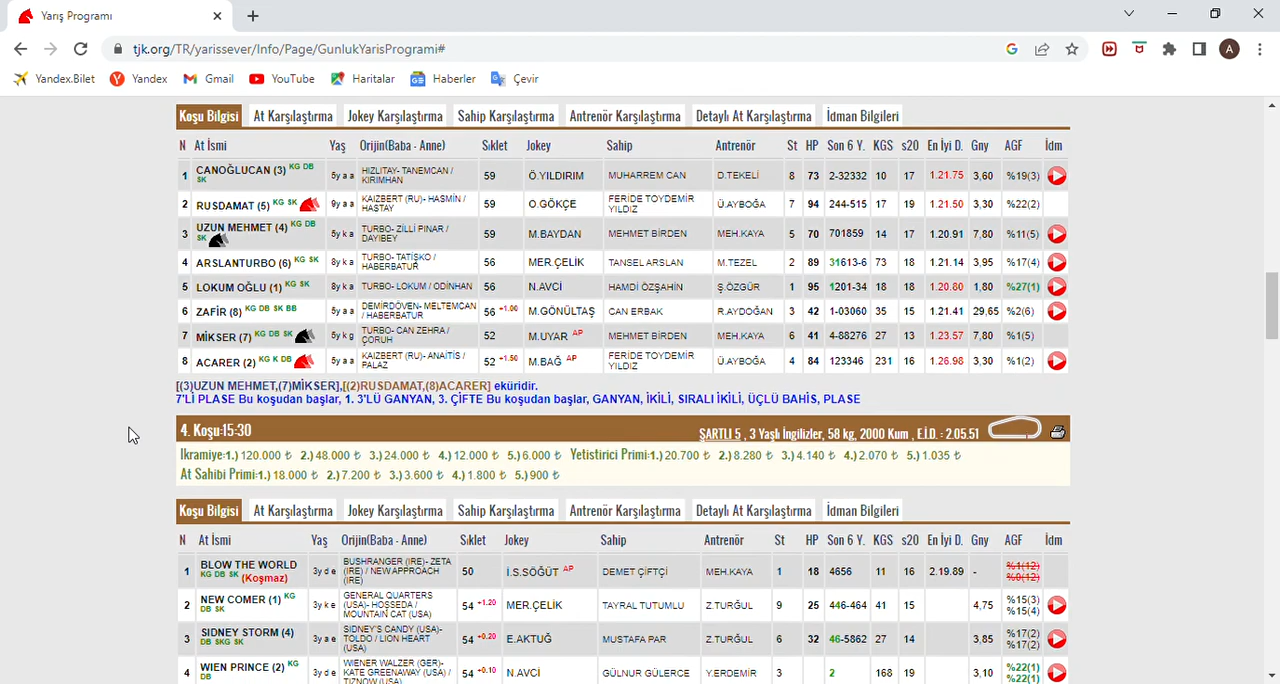 Yarış Programı
tjk.org/TR/yarissever/Info/Page/GunlukYarisProgrami#
A
Yandex.Bilet Yandex Gmail YouTube Haritalar Haberler Çevir
Koşu Bilgisi At Karşılaştırma Jokey Karşılaştırma Sahip Karşılaştırma Antrenör Karşılaştırma Detaylı At Karşılaştırma İdman Bilgileri
N At İsmi Yaş Orijin(Baba - Anne) Sıklet Jokey Sahip Antrenör St HP Son 6 Y. KGS s20 En İyi D. Gny AGF İdm
1 CANOĞLUCAN (3) KG DB SK 5y a a HIZLITAY- TANEMCAN / KIRIMHAN 59 Ö.YILDIRIM MUHARREM CAN D.TEKELİ 8 73 2-32332 10 17 1.21.75 3,60 %19(3)
2 RUSDAMAT (5) KG SK 9y a a KAIZBERT (RU)- HASMİN / HASTAY 59 O.GÖKÇE FERİDE TOYDEMİR YILDIZ Ü.AYBOĞA 7 94 244-515 17 19 1.21.50 3,30 %22(2)
3 UZUN MEHMET (4) KG DB SK 5y k a TURBO- ZİLLİ PINAR / DAYIBEY 59 M.BAYDAN MEHMET BİRDEN MEH.KAYA 5 70 701859 14 17 1.20.91 7,80 %11(5)
4 ARSLANTURBO (6) KG SK 8y k a TURBO- TATİŞKO / HABERBATUR 56 MER.ÇELİK TANSEL ARSLAN M.TEZEL 2 89 31613-6 73 18 1.21.14 3,95 %17(4)
5 LOKUM OĞLU (1) KG SK 8y k a TURBO- LOKUM / ODİNHAN 56 N.AVCİ HAMDİ ÖZŞAHİN Ş.ÖZGÜR 1 95 1201-34 18 18 1.20.80 1,80 %27(1)
6 ZAFİR (8) KG DB SK BB 5y a a DEMİRDÖVEN- MELTEMCAN / HABERBATUR 56 +1.00 M.GÖNÜLTAŞ CAN ERBAK R.AYDOĞAN 3 42 1-03060 35 15 1.21.41 29,65 %2(6)
7 MİKSER (7) KG DB SK 5y k g TURBO- CAN ZEHRA / ÇORUH 52 M.UYAR AP MEHMET BİRDEN MEH.KAYA 6 41 4-88276 27 13 1.23.57 7,80 %1(5)
8 ACARER (2) KG K DB 5y a a KAIZBERT (RU)- ANAİTİS / PALAZ 52 +1.50 M.BAĞ AP FERİDE TOYDEMİR YILDIZ Ü.AYBOĞA 4 84 123346 231 16 1.26.98 3,30 %1(2)
[(3)UZUN MEHMET,(7)MİKSER],[(2)RUSDAMAT,(8)ACARER] eküridir.
7'Lİ PLASE Bu koşudan başlar, 1. 3'LÜ GANYAN, 3. ÇİFTE Bu koşudan başlar, GANYAN, İKİLİ, SIRALI İKİLİ, ÜÇLÜ BAHİS, PLASE
4. Koşu:15:30 ŞARTLI 5 , 3 Yaşlı İngilizler, 58 kg, 2000 Kum , E.İ.D. : 2.05.51
Ikramiye:1.) 120.000 ₺ 2.) 48.000 ₺ 3.) 24.000 ₺ 4.) 12.000 ₺ 5.) 6.000 ₺ Yetistirici Primi:1.) 20.700 ₺ 2.) 8.280 ₺ 3.) 4.140 ₺ 4.) 2.070 ₺ 5.) 1.035 ₺
At Sahibi Primi:1.) 18.000 ₺ 2.) 7.200 ₺ 3.) 3.600 ₺ 4.) 1.800 ₺ 5.) 900 ₺
Koşu Bilgisi At Karşılaştırma Jokey Karşılaştırma Sahip Karşılaştırma Antrenör Karşılaştırma Detaylı At Karşılaştırma İdman Bilgileri
N At İsmi Yaş Orijin(Baba - Anne) Sıklet Jokey Sahip Antrenör St HP Son 6 Y. KGS s20 En İyi D. Gny AGF İdm
1 BLOW THE WORLD KG DB SK (Koşmaz) 3y d e BUSHRANGER (IRE)- ZETA (IRE) / NEW APPROACH (IRE) 50 İ.S.SÖĞÜT AP DEMET ÇİFTÇİ MEH.KAYA 1 18 4656 11 16 2.19.89 - %1(12) %0(12)
2 NEW COMER (1) KG DB SK 3y k e GENERAL QUARTERS (USA)- HOSSEDA / MOUNTAIN CAT (USA) 54 +1.20 MER.ÇELİK TAYRAL TUTUMLU Z.TURĞUL 9 25 446-464 41 15 4,75 %15(3) %15(4)
3 SIDNEY STORM (4) DB SKG SK 3y a e SIDNEY'S CANDY (USA)- TOLDO / LION HEART (USA) 54 +0.20 E.AKTUĞ MUSTAFA PAR Z.TURĞUL 6 32 46-5862 27 14 3,85 %17(2) %17(2)
4 WIEN PRINCE (2) KG DB 3y d e WIENER WALZER (GER)- KATE GREENAWAY (USA) / TIZNOW (USA) 54 +0.10 N.AVCİ GÜLNUR GÜLERCE Y.ERDEMİR 3 2 168 19 3,10 %22(1) %22(1)